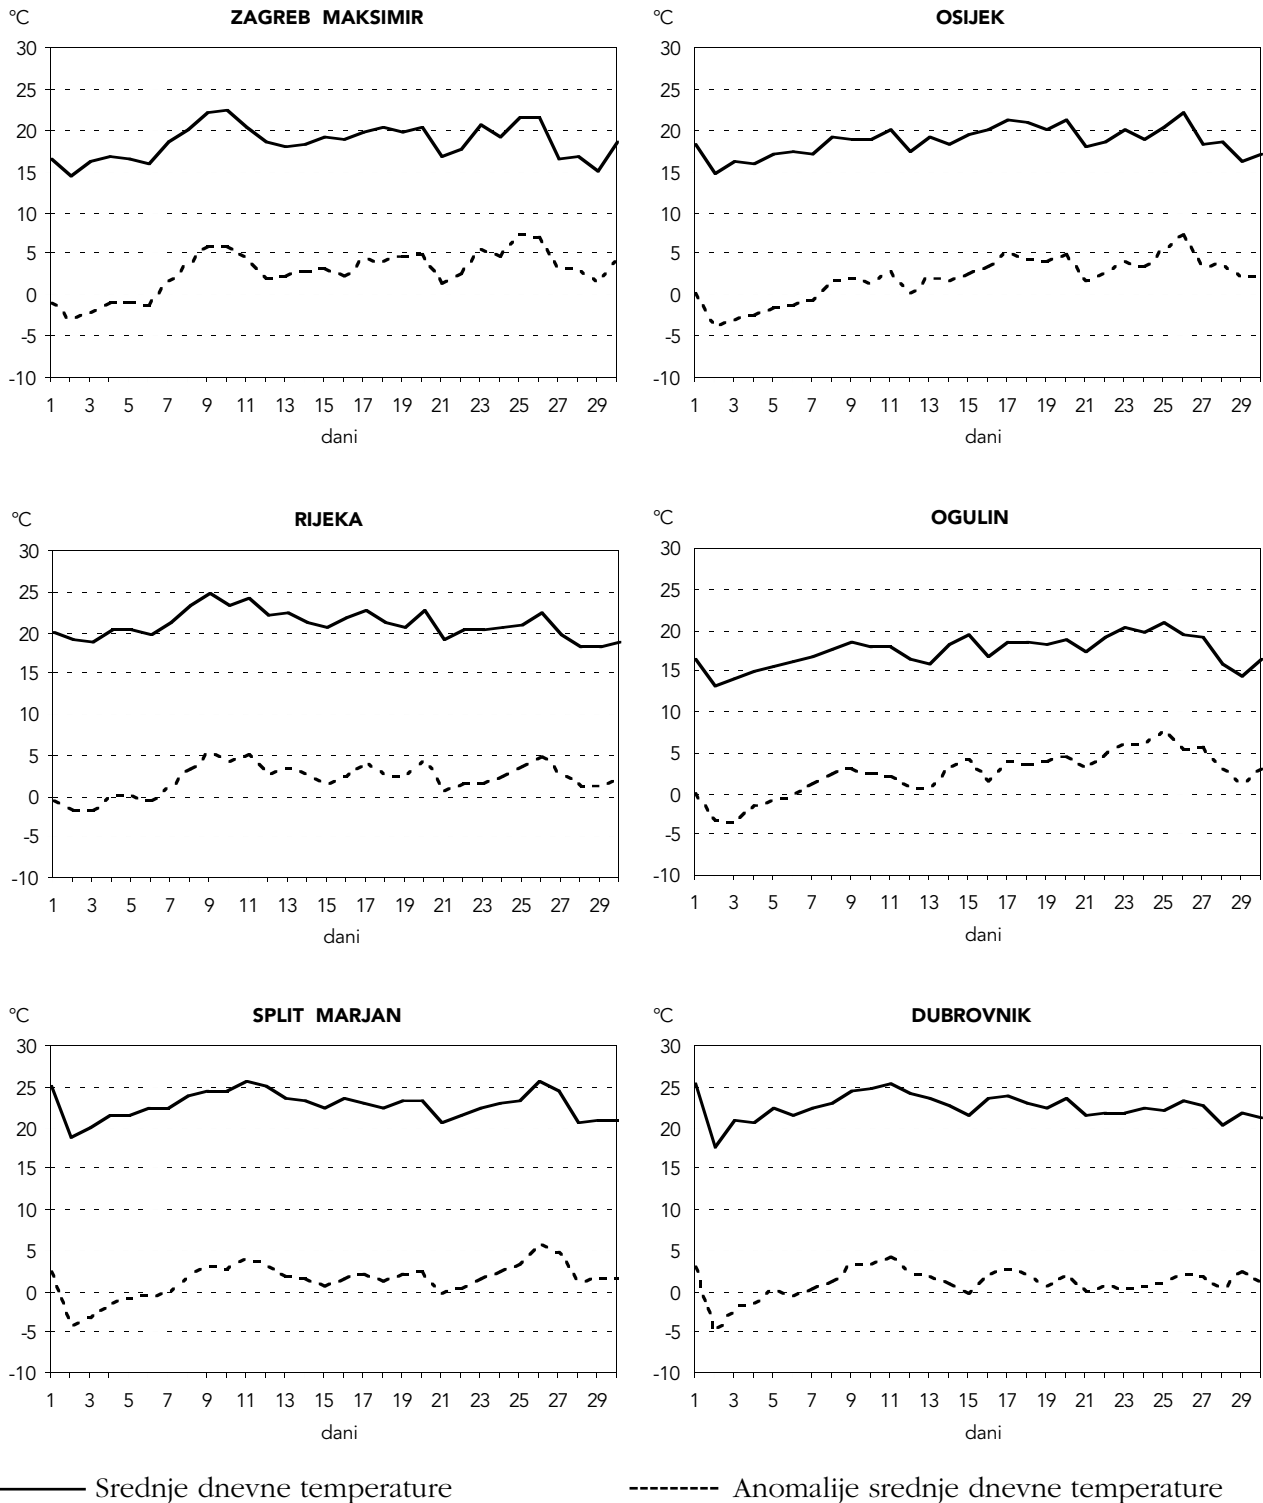 °C ZAGREB MAKSIMIR
30
25
20
15
10
5
0
-5
-10
1 3 5 7 9 11 13 15 17 19 21 23 25 27 29
dani
°C OSIJEK
30
25
20
15
10
5
0
-5
-10
1 3 5 7 9 11 13 15 17 19 21 23 25 27 29
dani
°C RIJEKA
30
25
20
15
10
5
0
-5
-10
1 3 5 7 9 11 13 15 17 19 21 23 25 27 29
dani
°C OGULIN
30
25
20
15
10
5
0
-5
-10
1 3 5 7 9 11 13 15 17 19 21 23 25 27 29
dani
°C SPLIT MARJAN
30
25
20
15
10
5
0
-5
-10
1 3 5 7 9 11 13 15 17 19 21 23 25 27 29
dani
°C DUBROVNIK
30
25
20
15
10
5
0
-5
-10
1 3 5 7 9 11 13 15 17 19 21 23 25 27 29
dani
Srednje dnevne temperature
Anomalije srednje dnevne temperature